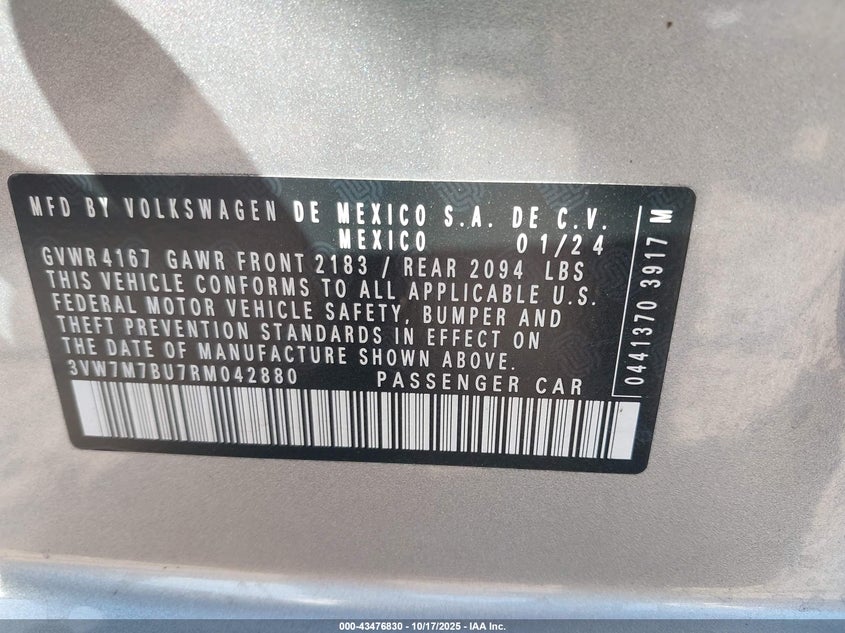 MFD BY VOLKSWAGEN DE MEXICO S.A. DE C.V.
MEXICO 01/24
GVWR 4167 GAWR FRONT 2183 / REAR 2094 LBS
THIS VEHICLE CONFORMS TO ALL APPLICABLE U.S.
FEDERAL MOTOR VEHICLE SAFETY, BUMPER AND
THEFT PREVENTION STANDARDS IN EFFECT ON
THE DATE OF MANUFACTURE SHOWN ABOVE.
3VW7M7BU7RM042880 PASSENGER CAR
0441370 3917 M
000-43476830 - 10/17/2025 - IAA Inc.